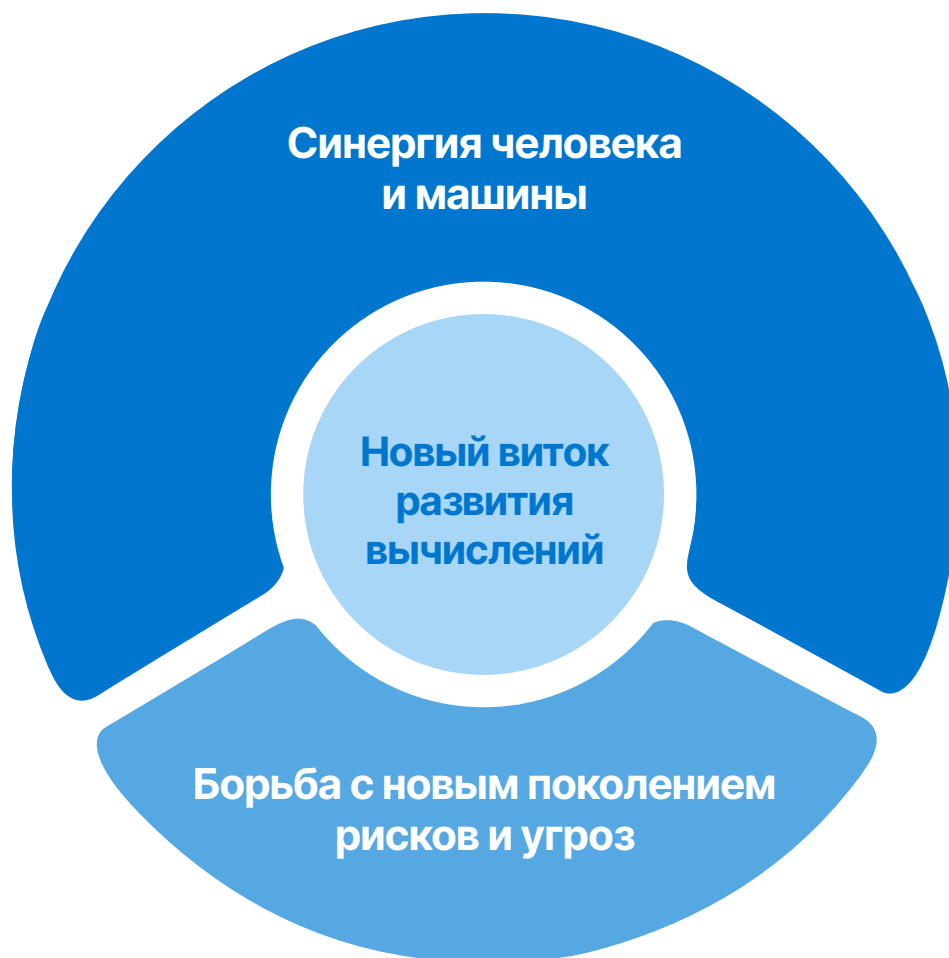 Синергия человека
и машины
Новый виток
развития
вычислений
Борьба с новым поколением
рисков и угроз